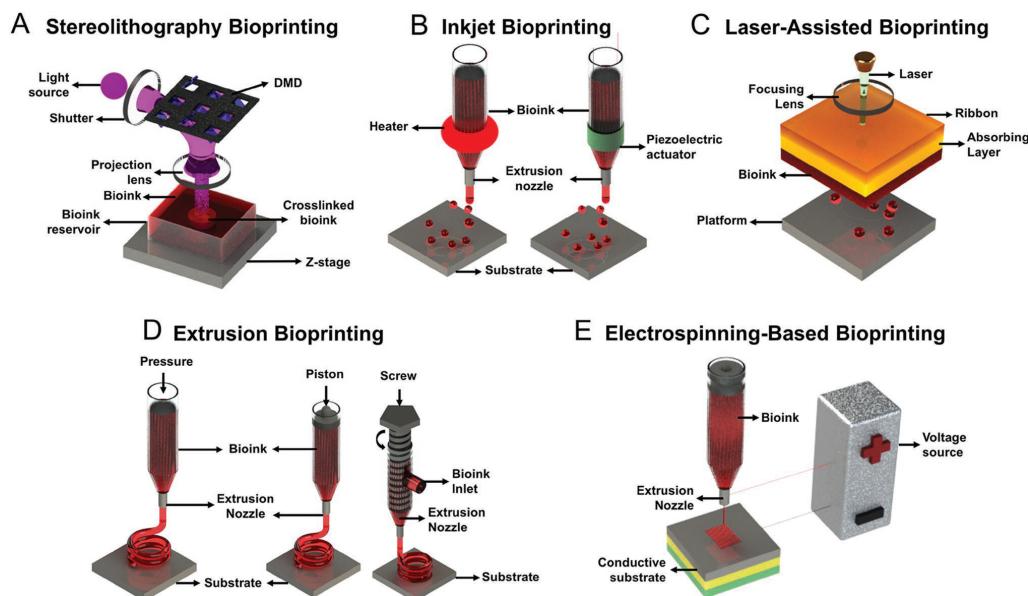 A Stereolithography Bioprinting
Light
source
Shutter
DMD
Projection
lens
Bioink
Bioink
reservoir
Crosslinked
bioink
Z-stage
B Inkjet Bioprinting
Bioink
Heater
Piezoelectric
actuator
Extrusion
nozzle
Substrate
C Laser-Assisted Bioprinting
Laser
Focusing
Lens
Ribbon
Absorbing
Layer
Bioink
Platform
D Extrusion Bioprinting
Pressure
Piston
Screw
Bioink
Bioink
Inlet
Extrusion
Nozzle
Extrusion
Nozzle
Substrate
Substrate
E Electrospinning-Based Bioprinting
Bioink
Voltage
source
Extrusion
Nozzle
Conductive
substrate